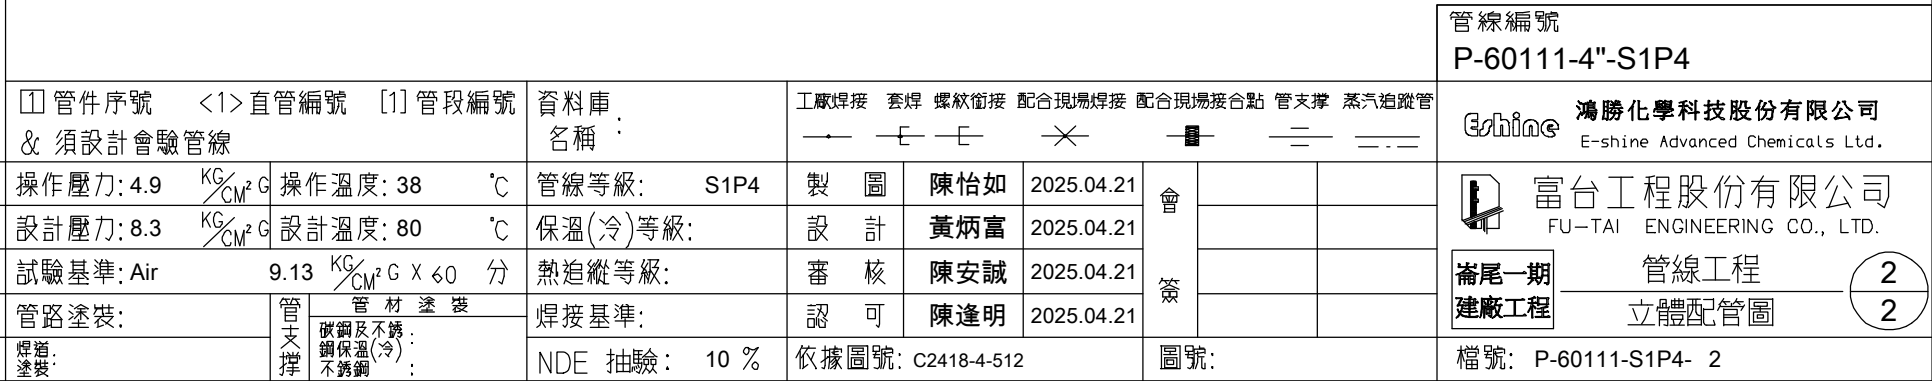 管線編號
P-60111-4"-S1P4
1 管件序號 <1>直管編號 [1]管段編號
& 須設計會驗管線
資料庫名稱 :
工廠焊接 套焊 螺紋銜接 配合現場焊接 配合現場接合點 管支撐 蒸汽追蹤管
Eshine 鴻勝化學科技股份有限公司
E-shine Advanced Chemicals Ltd.
操作壓力: 4.9 KG/CM² G 操作溫度: 38 °C 管線等級: S1P4 製圖 陳怡如 2025.04.21
設計壓力: 8.3 KG/CM² G 設計溫度: 80 °C 保溫(冷)等級: 設計 黃炳富 2025.04.21
試驗基準: Air 9.13 KG/CM² G X 60 分 熱追縱等級: 審核 陳安誠 2025.04.21
管路塗裝: 管支撐 管材塗裝 焊接基準: 認可 陳逢明 2025.04.21
會簽
碳鋼及不銹鋼保溫(冷) :
不銹鋼 :
焊道塗裝:
NDE 抽驗: 10 %
依據圖號: C2418-4-512
圖號:
富台工程股份有限公司
FU-TAI ENGINEERING CO., LTD.
崙尾一期建廠工程
管線工程
立體配管圖
2
2
檔號: P-60111-S1P4- 2